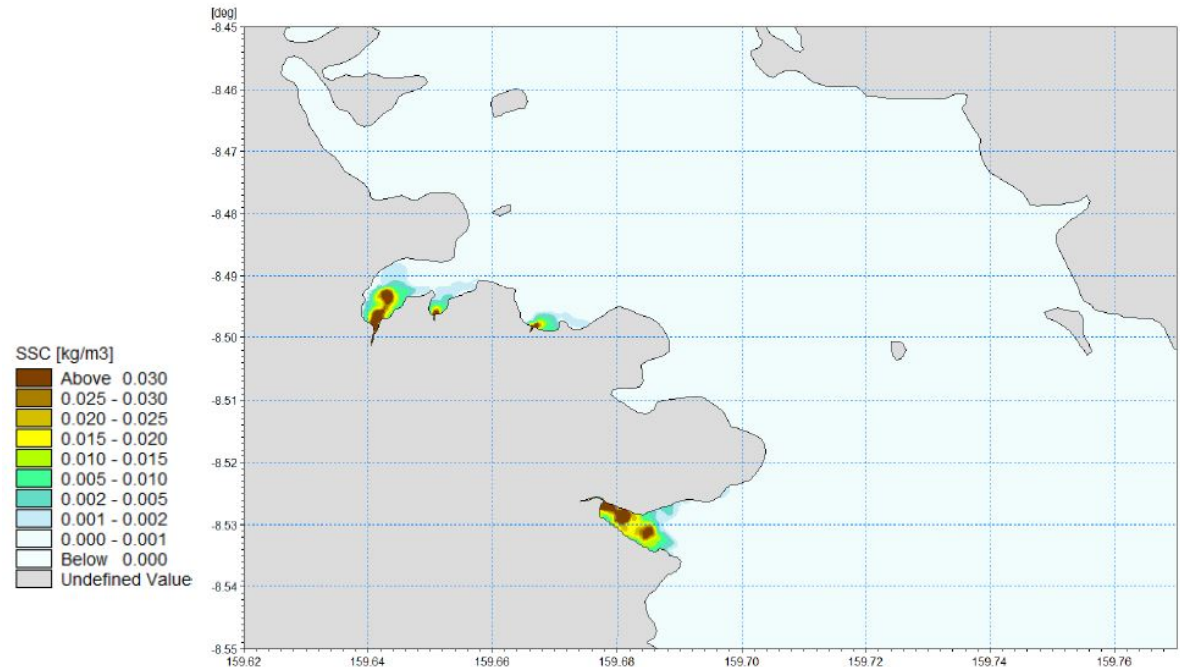 [deg]
-8.45
-8.46
-8.47
-8.48
-8.49
-8.50
-8.51
-8.52
-8.53
-8.54
-8.55
159.62 159.64 159.66 159.68 159.70 159.72 159.74 159.76
SSC [kg/m3]
Above 0.030
0.025 - 0.030
0.020 - 0.025
0.015 - 0.020
0.010 - 0.015
0.005 - 0.010
0.002 - 0.005
0.001 - 0.002
0.000 - 0.001
Below 0.000
Undefined Value